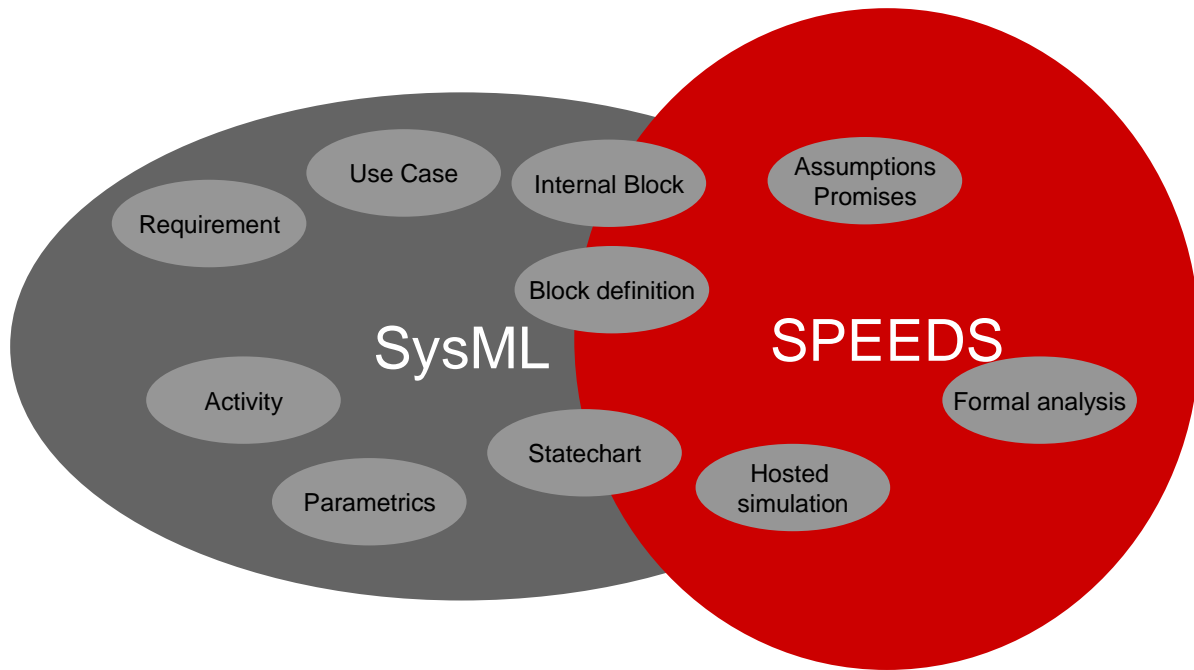 Use Case
Internal Block
Assumptions
Promises
Requirement
Block definition
SysML
SPEEDS
Activity
Formal analysis
Statechart
Hosted
simulation
Parametrics